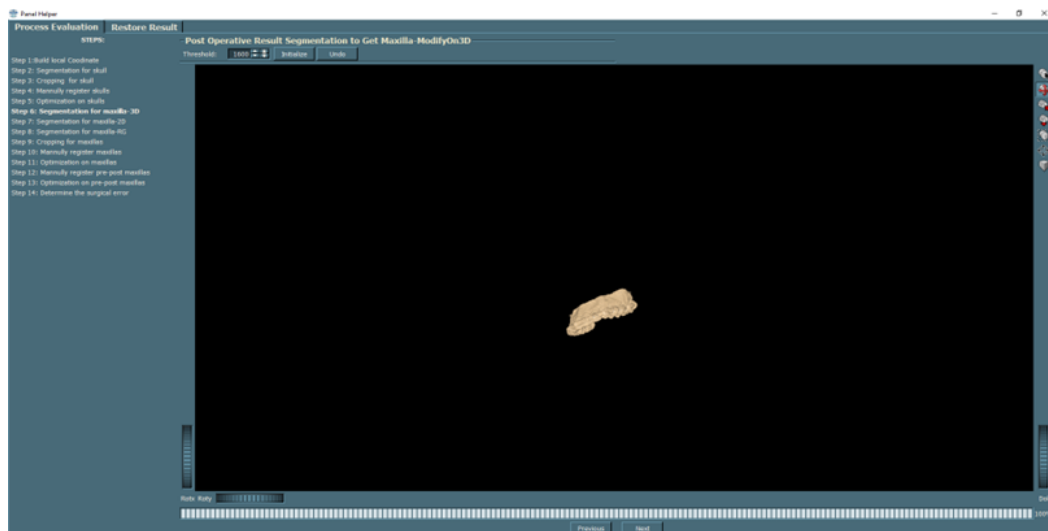 Panel Helper
Process Evaluation Restore Result
STEPS:
Post Operative Result Segmentation to Get Maxilla-ModifyOn3D
Threshold: 1600 Initialize Undo
Step 1:Build local Coodinate
Step 2: Segmentation for skull
Step 3: Cropping for skull
Step 4: Mannully register skulls
Step 5: Optimization on skulls
Step 6: Segmentation for maxilla-3D
Step 7: Segmentation for maxilla-2D
Step 8: Segmentation for maxilla-RG
Step 9: Cropping for maxillas
Step 10: Mannully register maxillas
Step 11: Optimization on maxillas
Step 12: Mannully register pre-post maxillas
Step 13: Optimization on pre-post maxillas
Step 14: Determine the surgical error
Rotx Roty Dol
100%
Previous Next